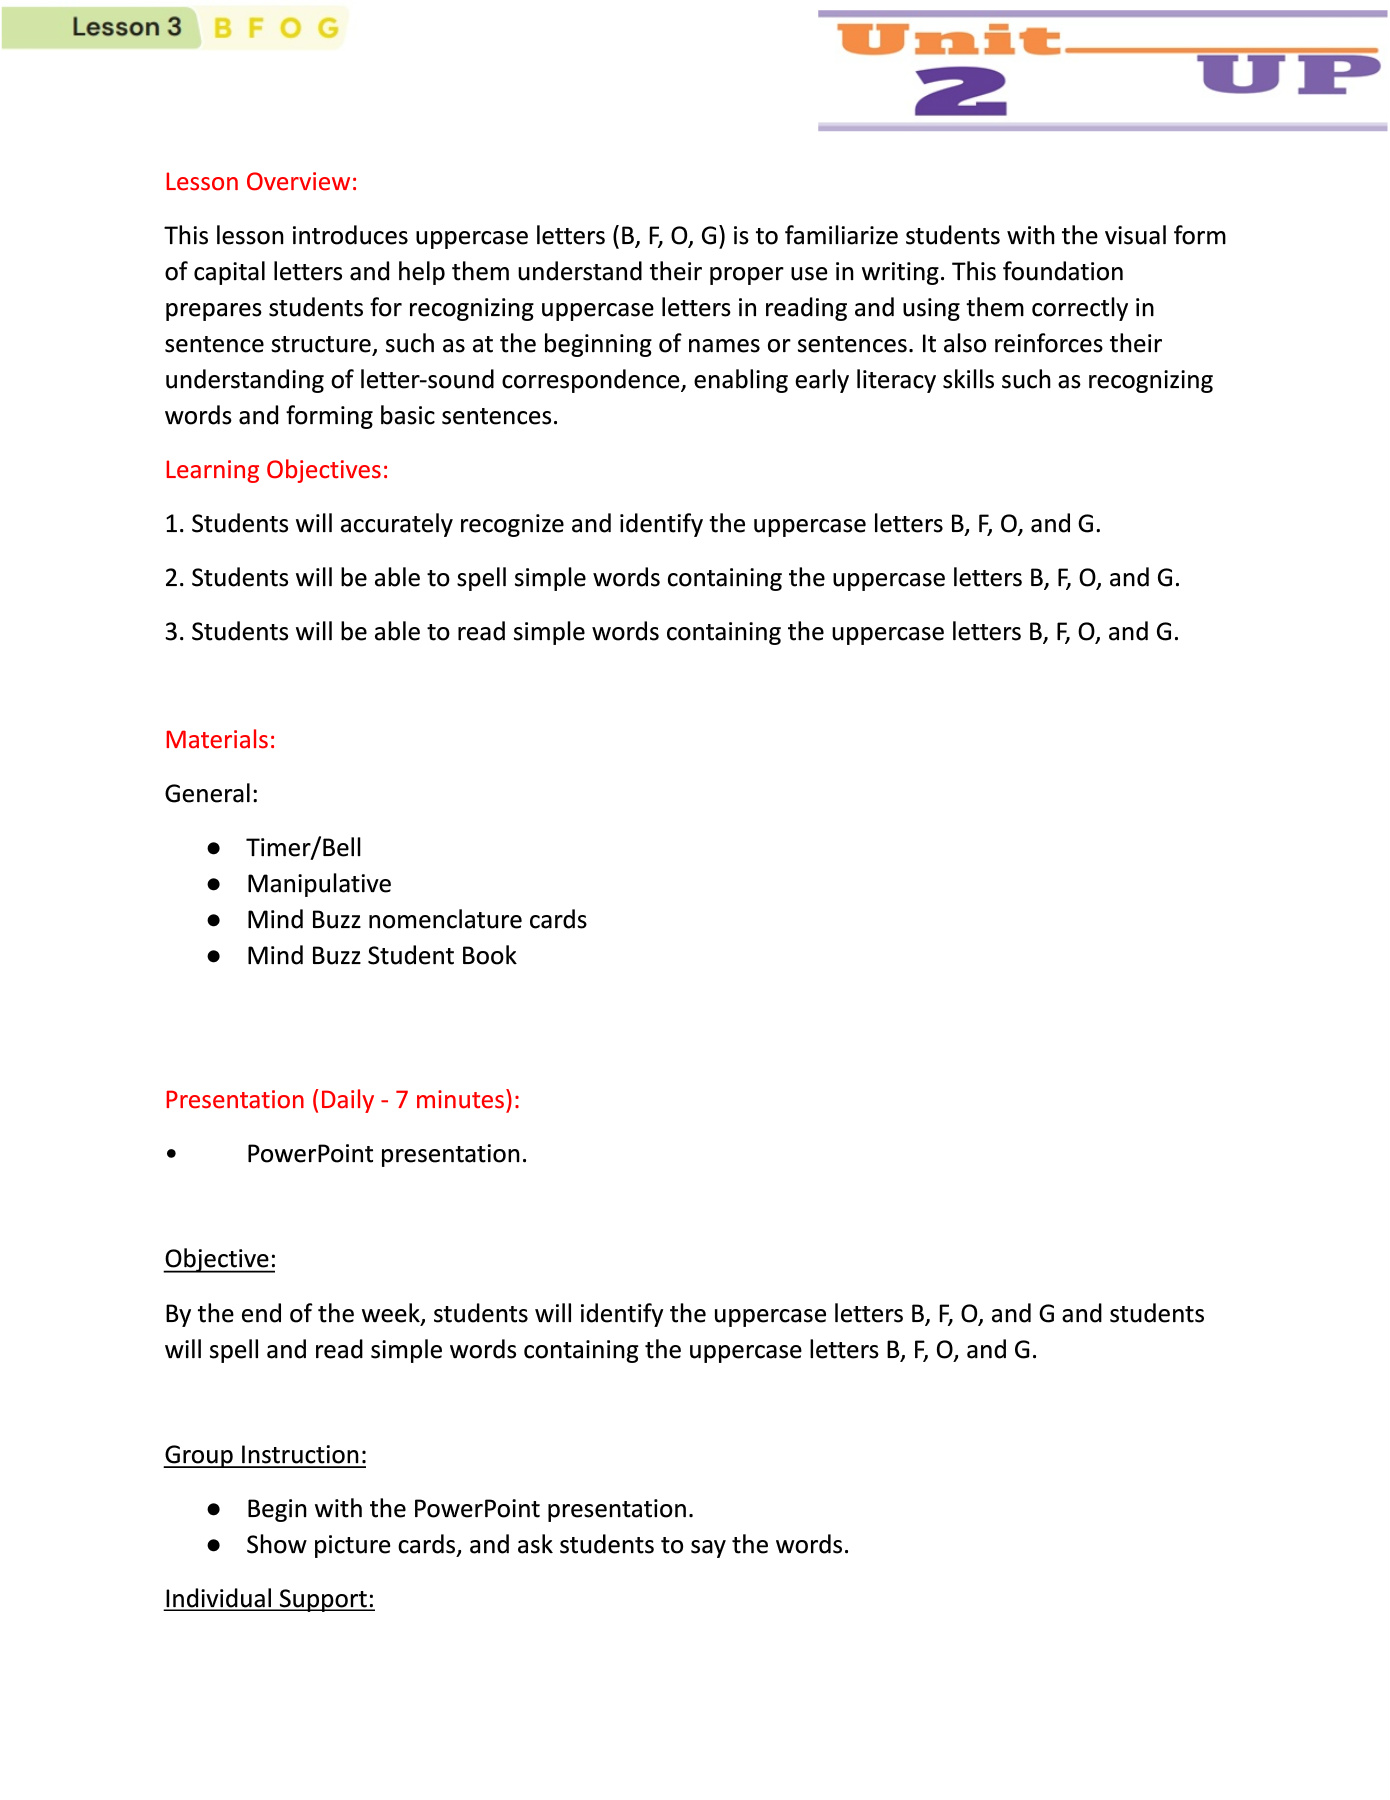 Lesson 3 B F O G
Unit
2 UP
Lesson Overview:
This lesson introduces uppercase letters (B, F, O, G) is to familiarize students with the visual form
of capital letters and help them understand their proper use in writing. This foundation
prepares students for recognizing uppercase letters in reading and using them correctly in
sentence structure, such as at the beginning of names or sentences. It also reinforces their
understanding of letter-sound correspondence, enabling early literacy skills such as recognizing
words and forming basic sentences.
Learning Objectives:
1. Students will accurately recognize and identify the uppercase letters B, F, O, and G.
2. Students will be able to spell simple words containing the uppercase letters B, F, O, and G.
3. Students will be able to read simple words containing the uppercase letters B, F, O, and G.
Materials:
General:
● Timer/Bell
● Manipulative
● Mind Buzz nomenclature cards
● Mind Buzz Student Book
Presentation (Daily - 7 minutes):
• PowerPoint presentation.
Objective:
By the end of the week, students will identify the uppercase letters B, F, O, and G and students
will spell and read simple words containing the uppercase letters B, F, O, and G.
Group Instruction:
● Begin with the PowerPoint presentation.
● Show picture cards, and ask students to say the words.
Individual Support: